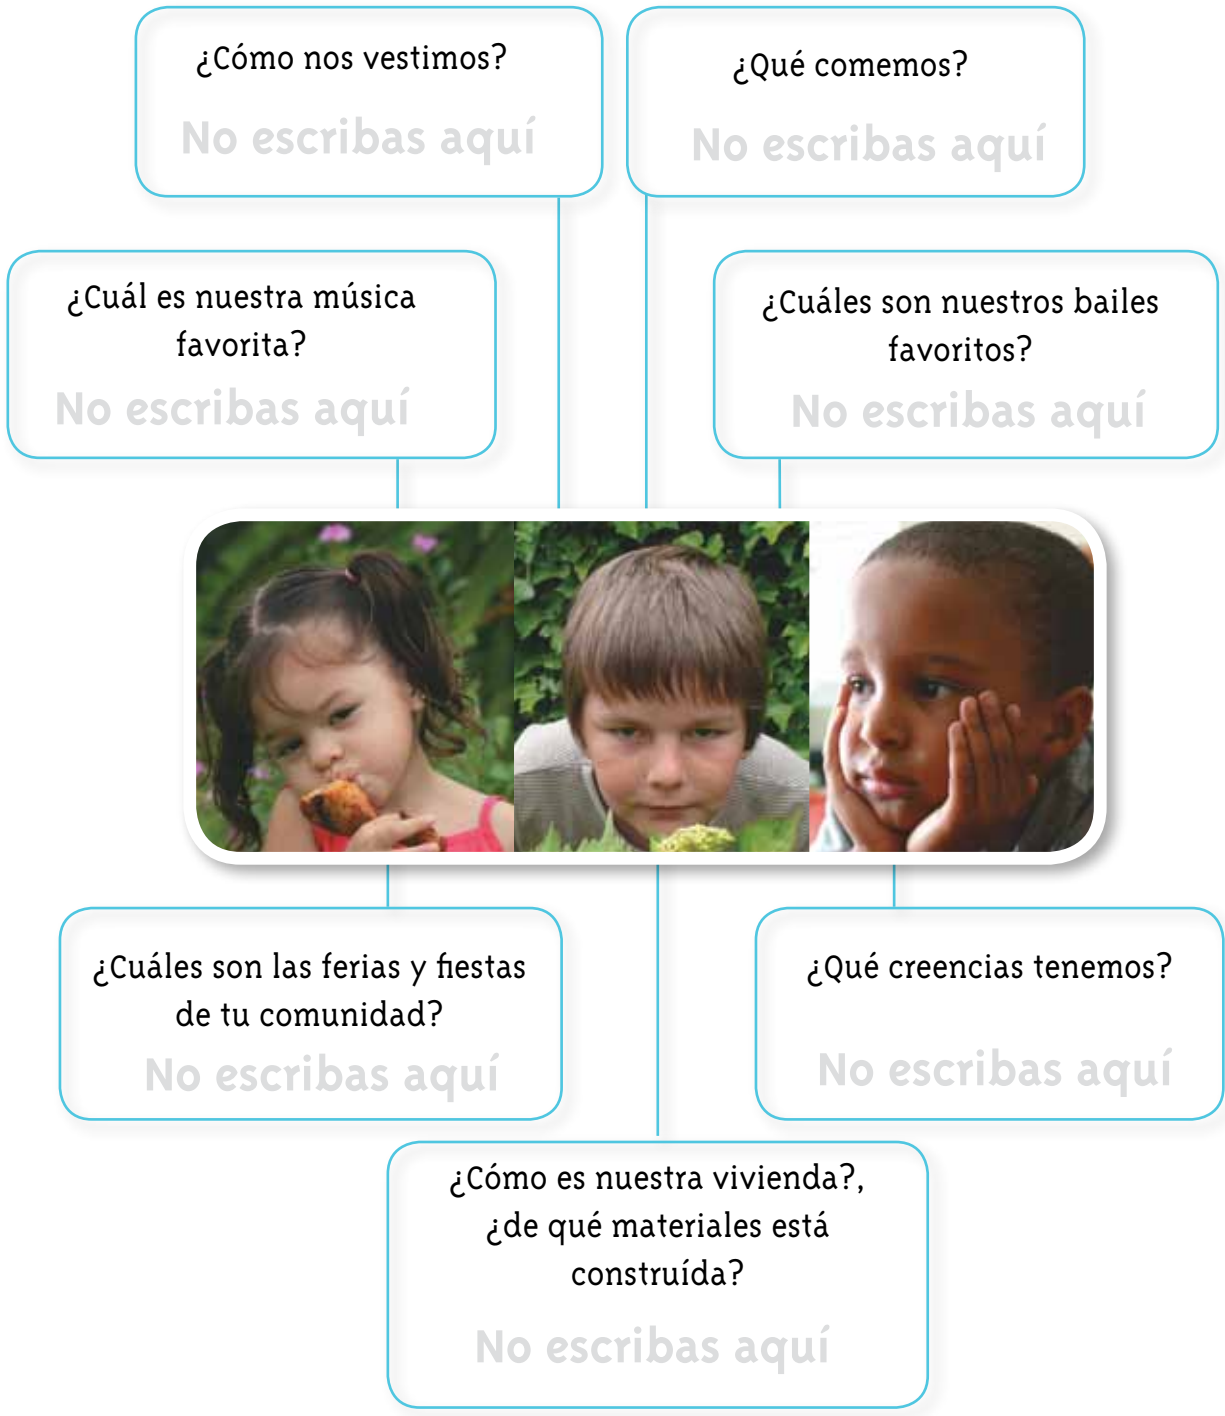 ¿Cómo nos vestimos?
No escribas aquí
¿Qué comemos?
No escribas aquí
¿Cuál es nuestra música
favorita?
No escribas aquí
¿Cuáles son nuestros bailes
favoritos?
No escribas aquí
¿Cuáles son las ferias y fiestas
de tu comunidad?
No escribas aquí
¿Qué creencias tenemos?
No escribas aquí
¿Cómo es nuestra vivienda?,
¿de qué materiales está
construída?
No escribas aquí